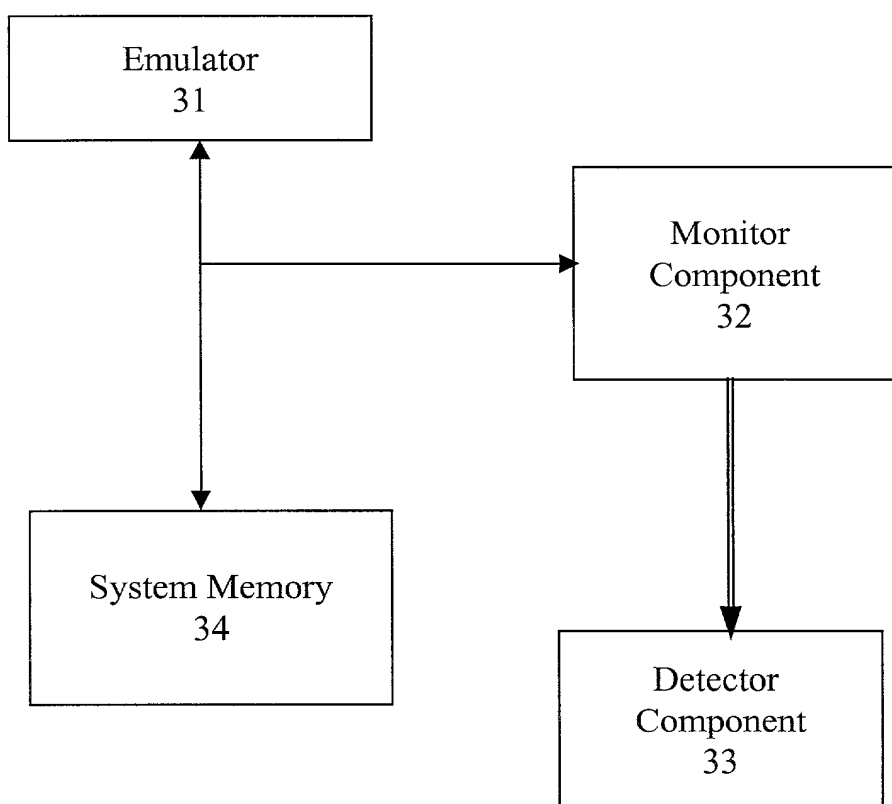 Emulator
31
Monitor
Component
32
System Memory
34
Detector
Component
33